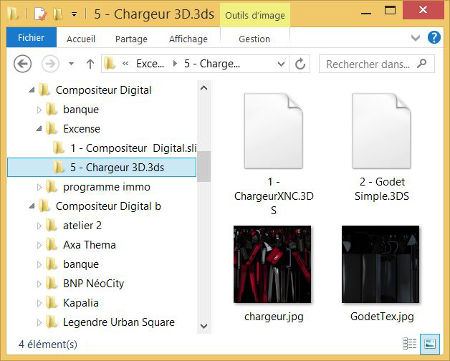 5 - Chargeur 3D.3ds
Outils d'image
Fichier Accueil Partage Affichage Gestion
« Exce... 5 - Charge... Rechercher dans...
Compositeur Digital
banque
Excense
1 - Compositeur Digital.sli
5 - Chargeur 3D.3ds
programme immo
Compositeur Digital b
atelier 2
Axa Thema
banque
BNP NéoCity
Kapalia
Legendre Urban Square
1 -
ChargeurXNC.3D
S
2 - Godet
Simple.3DS
chargeur.jpg
GodetTex.jpg
4 élément(s)